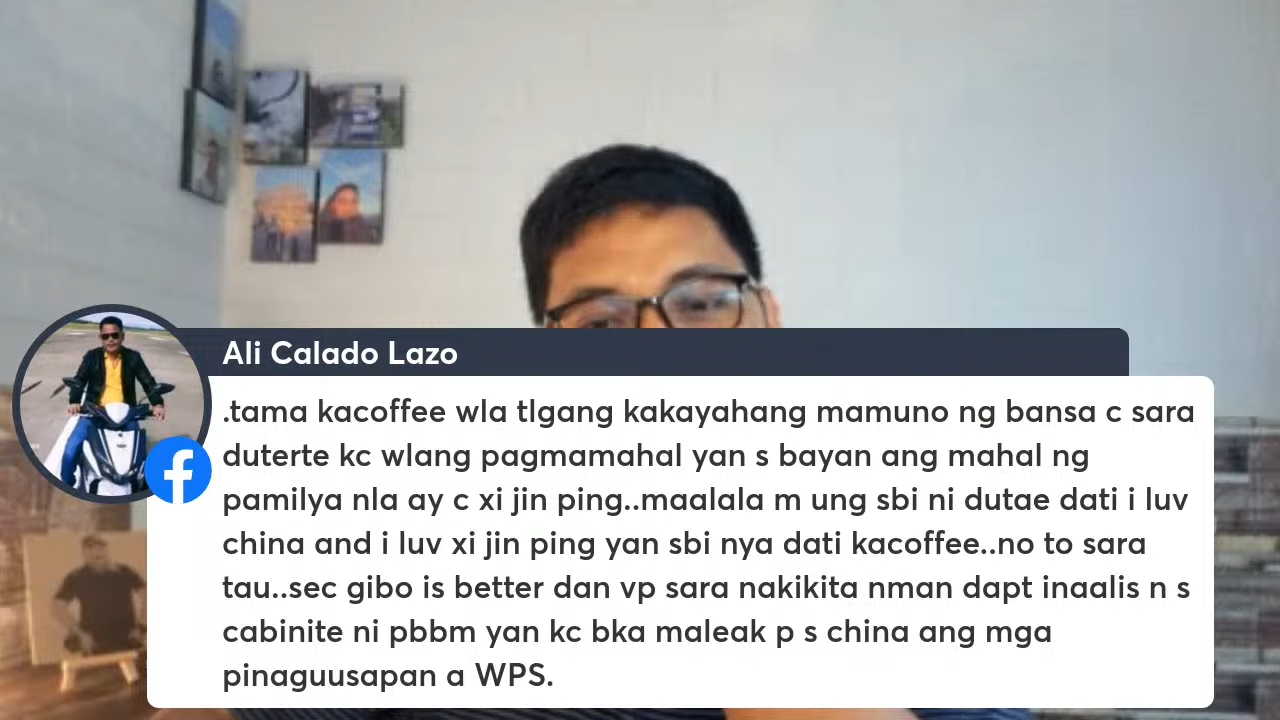 Ali Calado Lazo
.tama kacoffee wla tlgang kakayahang mamuno ng bansa c sara
duterte kc wlang pagmamahal yan s bayan ang mahal ng
pamilya nla ay c xi jin ping..maalala m ung sbi ni dutae dati i luv
china and i luv xi jin ping yan sbi nya dati kacoffee..no to sara
tau..sec gibo is better dan vp sara nakikita nman dapt inaalis n s
cabinite ni pbbm yan kc bka maleak p s china ang mga
pinaguusapan a WPS.